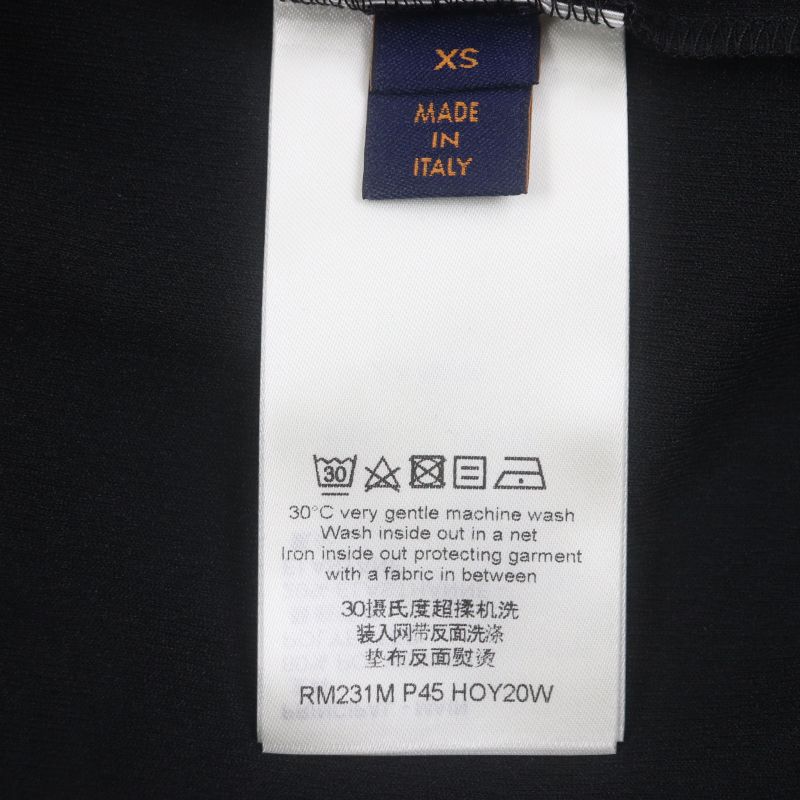 XS
MADE
IN
ITALY
30
30°C very gentle machine wash
Wash inside out in a net
Iron inside out protecting garment
with a fabric in between
30摄氏度超揉机洗
装入网带反面洗涤
垫布反面熨烫
RM231M P45 HOY20W